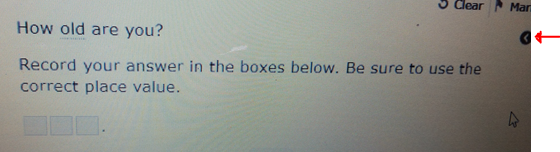 Clear Mar
How old are you?
Record your answer in the boxes below. Be sure to use the
correct place value.
.